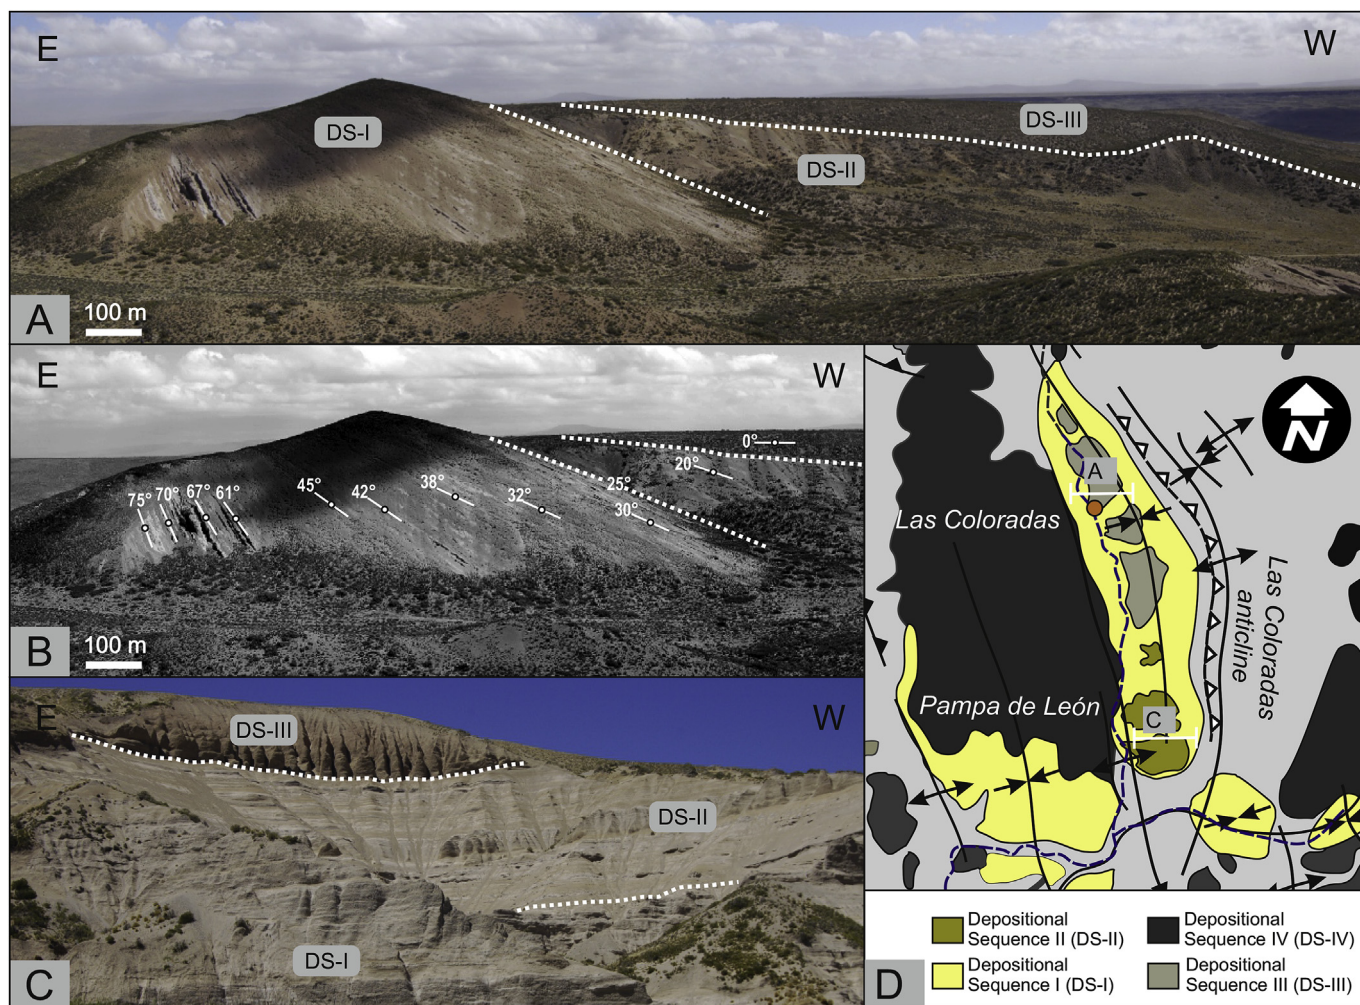 E
W
DS-I
DS-II
DS-III
A
100 m
E
W
75°
70°
67°
61°
45°
42°
38°
32°
30°
25°
20°
0°
B
100 m
E
W
DS-III
DS-II
DS-I
C
N
A
Las Coloradas
Las Coloradas
anticline
Pampa de León
C
D
Depositional
Sequence II (DS-II)
Depositional
Sequence I (DS-I)
Depositional
Sequence IV (DS-IV)
Depositional
Sequence III (DS-III)